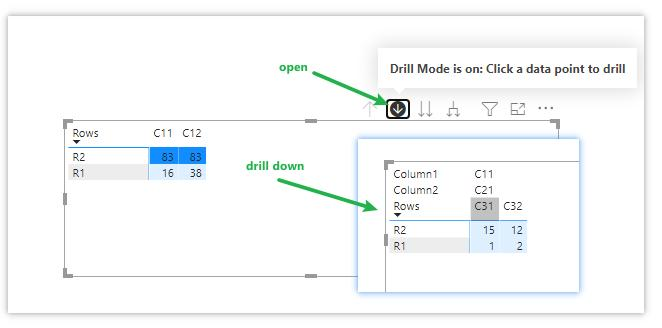 open
Drill Mode is on: Click a data point to drill
Rows C11 C12
R2 83 83
R1 16 38
drill down
Column1 C11
Column2 C21
Rows C31 C32
R2 15 12
R1 1 2